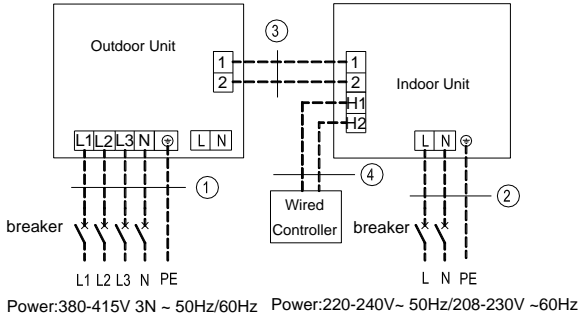 Outdoor Unit
1
2
L1 L2 L3 N
L N
3
Indoor Unit
1
2
H1
H2
L N
1
4
2
Wired
Controller
breaker
breaker
L1 L2 L3 N PE
L N PE
Power:380-415V 3N ~ 50Hz/60Hz
Power:220-240V~ 50Hz/208-230V ~60Hz